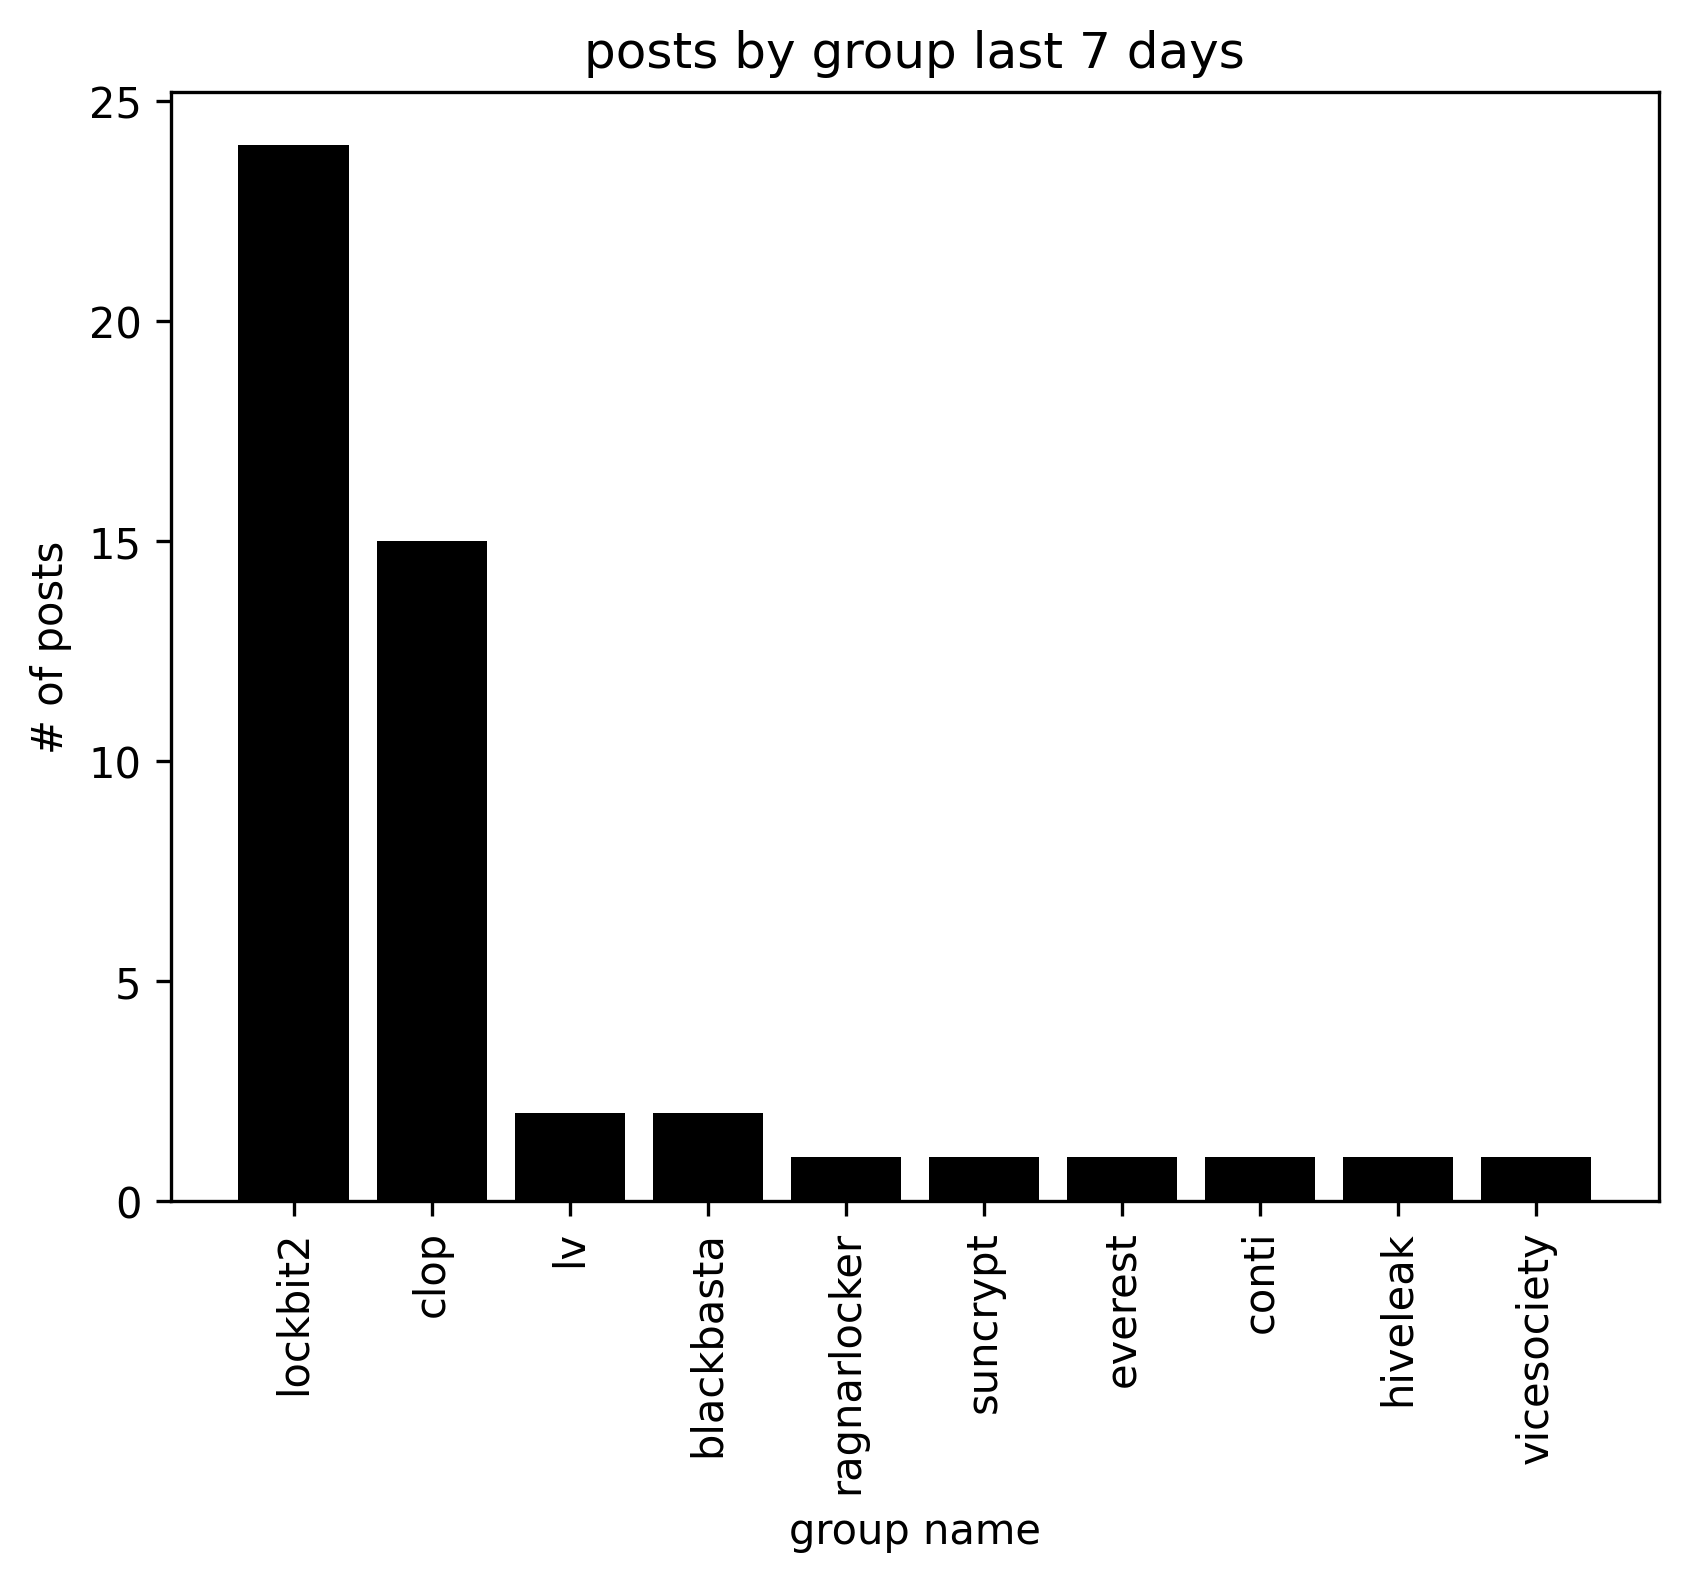 posts by group last 7 days
25
20
15
10
5
0
# of posts
lockbit2
clop
lv
blackbasta
ragnarlocker
suncrypt
everest
conti
hiveleak
vicesociety
group name